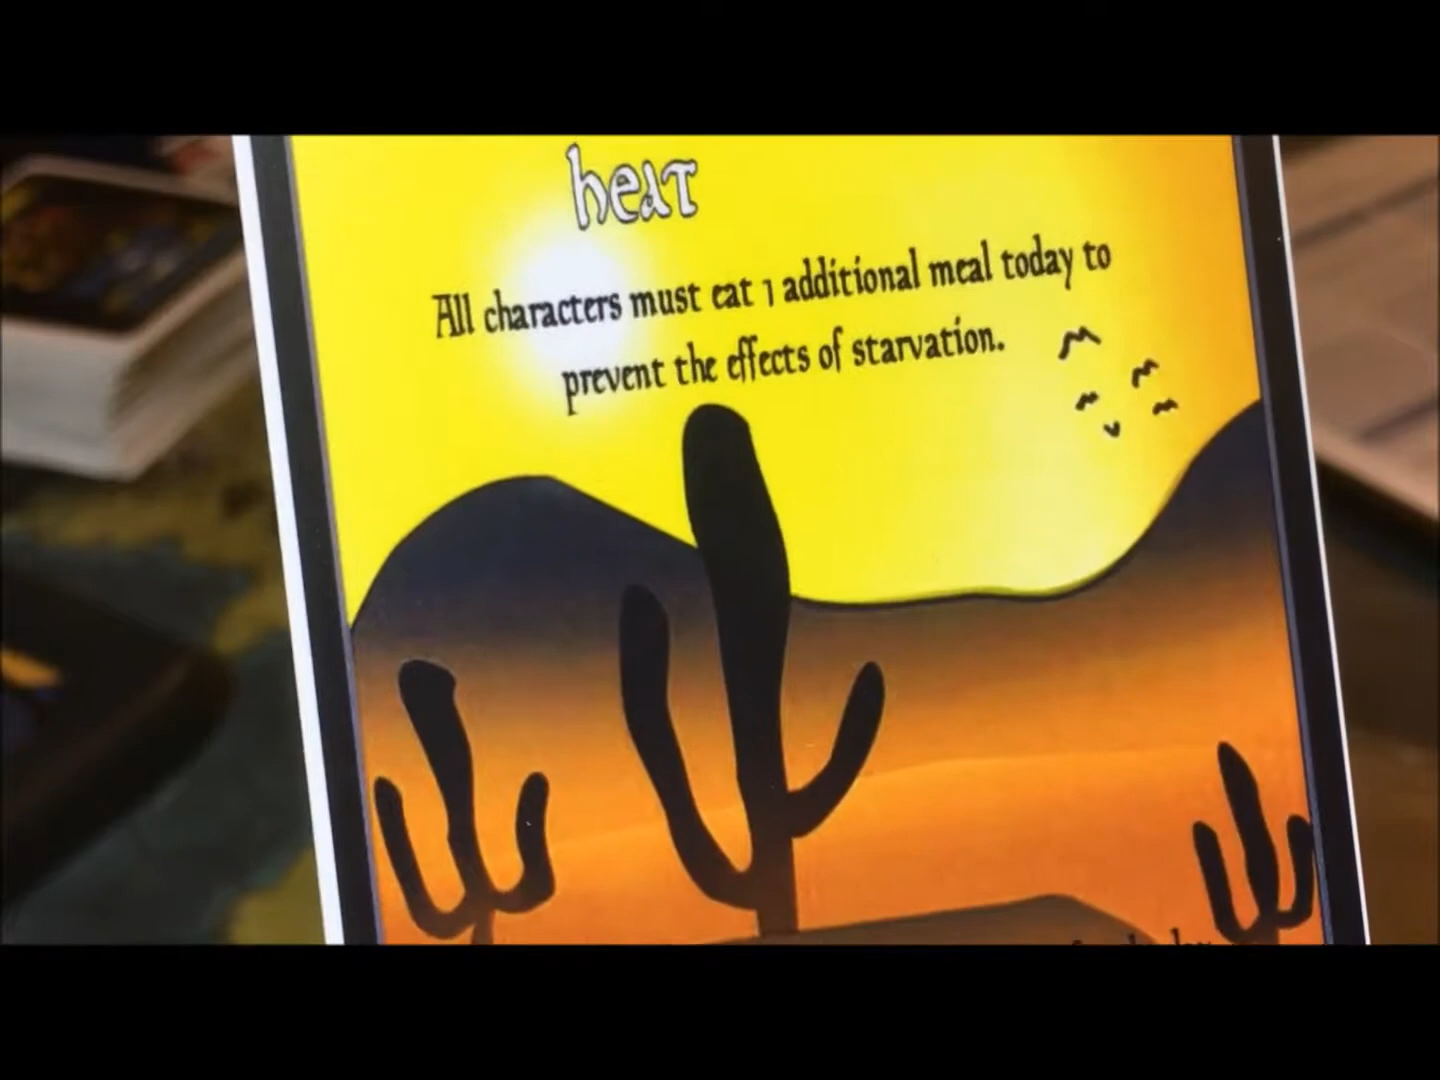 heat
All characters must eat 1 additional meal today to
prevent the effects of starvation.